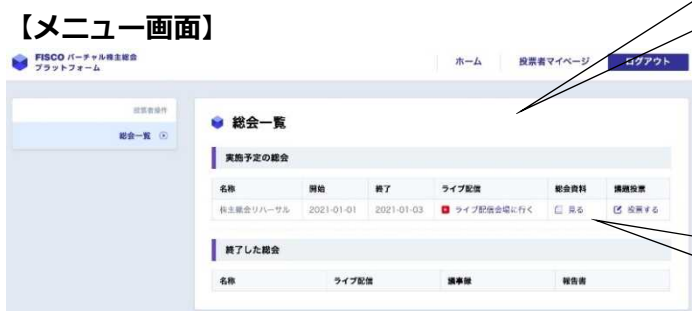 【メニュー画面】
FISCO バーチャル株主総会
プラットフォーム
ホーム 投票者マイページ ログアウト
投票者操作
総会一覧
総会一覧
実施予定の総会
名称 開始 終了 ライブ配信 総会資料 議題投票
株主総会リハーサル 2021-01-01 2021-01-03 ライブ配信会場に行く 見る 投票する
終了した総会
名称 ライブ配信 議事録 報告書